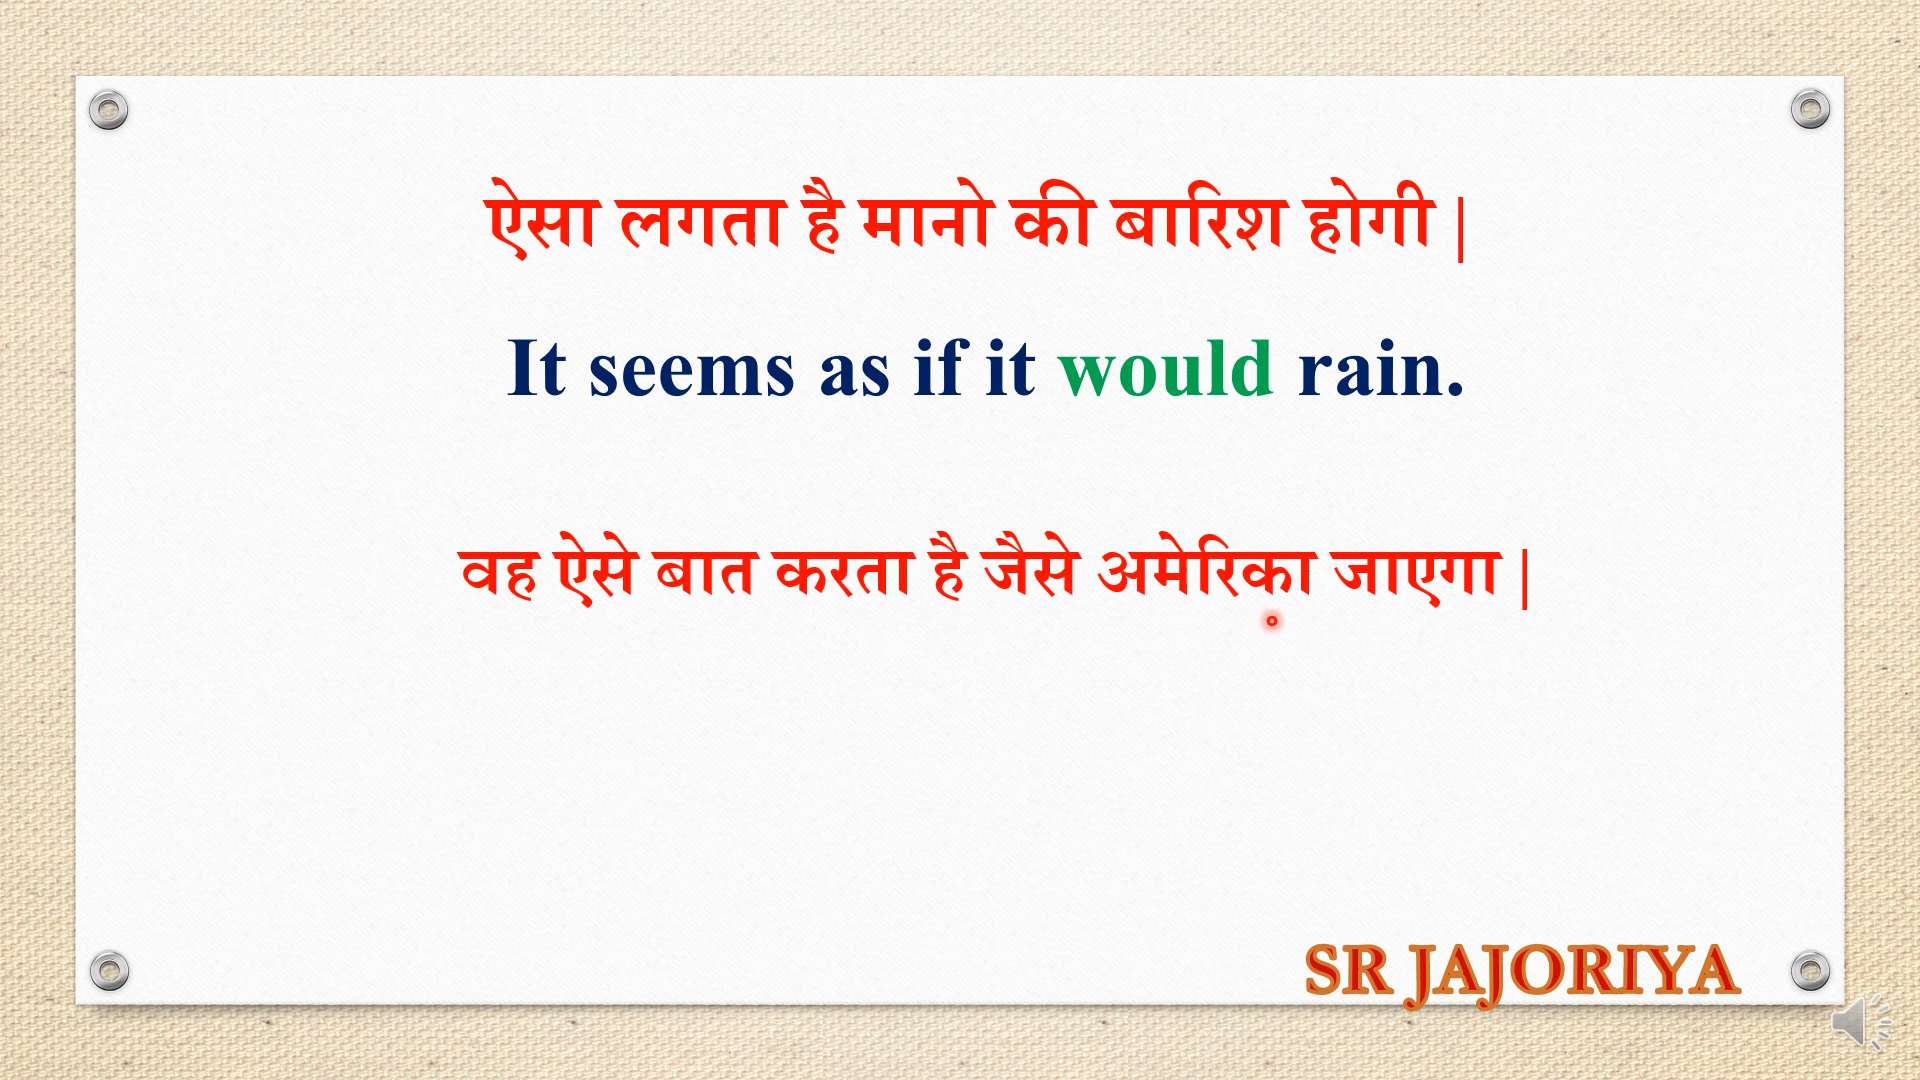 ऐसा लगता है मानो की बारिश होगी |
It seems as if it would rain.
वह ऐसे बात करता है जैसे अमेरिका जाएगा |
SR JAJORIYA